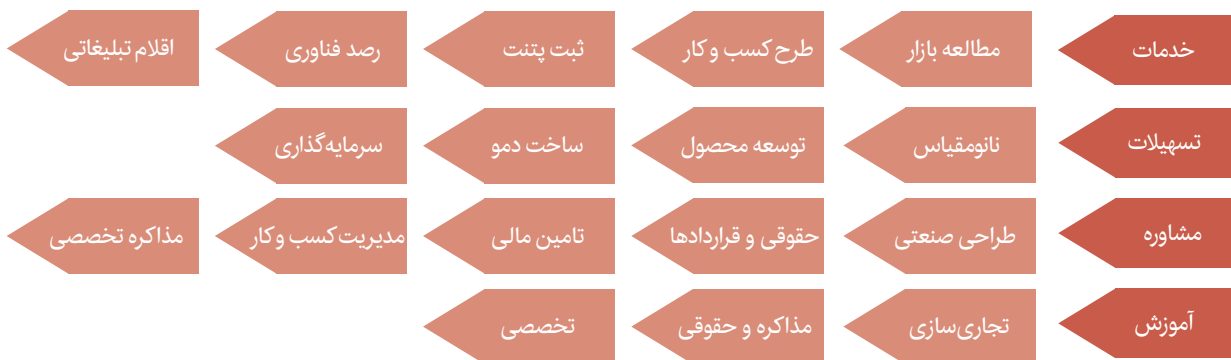 خدمات
مطالعه بازار
طرح کسب و کار
ثبت پتنت
رصد فناوری
اقلام تبلیغاتی
تسهیلات
نانومقیاس
توسعه محصول
ساخت دمو
سرمایه‌گذاری
مشاوره
طراحی صنعتی
حقوقی و قراردادها
تامین مالی
مدیریت کسب و کار
مذاکره تخصصی
آموزش
تجاری‌سازی
مذاکره و حقوقی
تخصصی